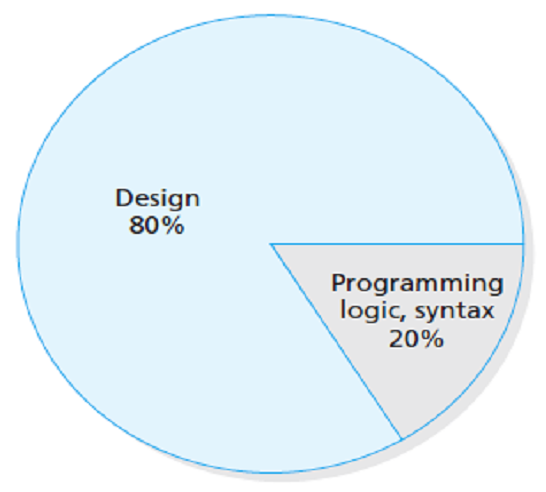 Design
80%
Programming
logic, syntax
20%